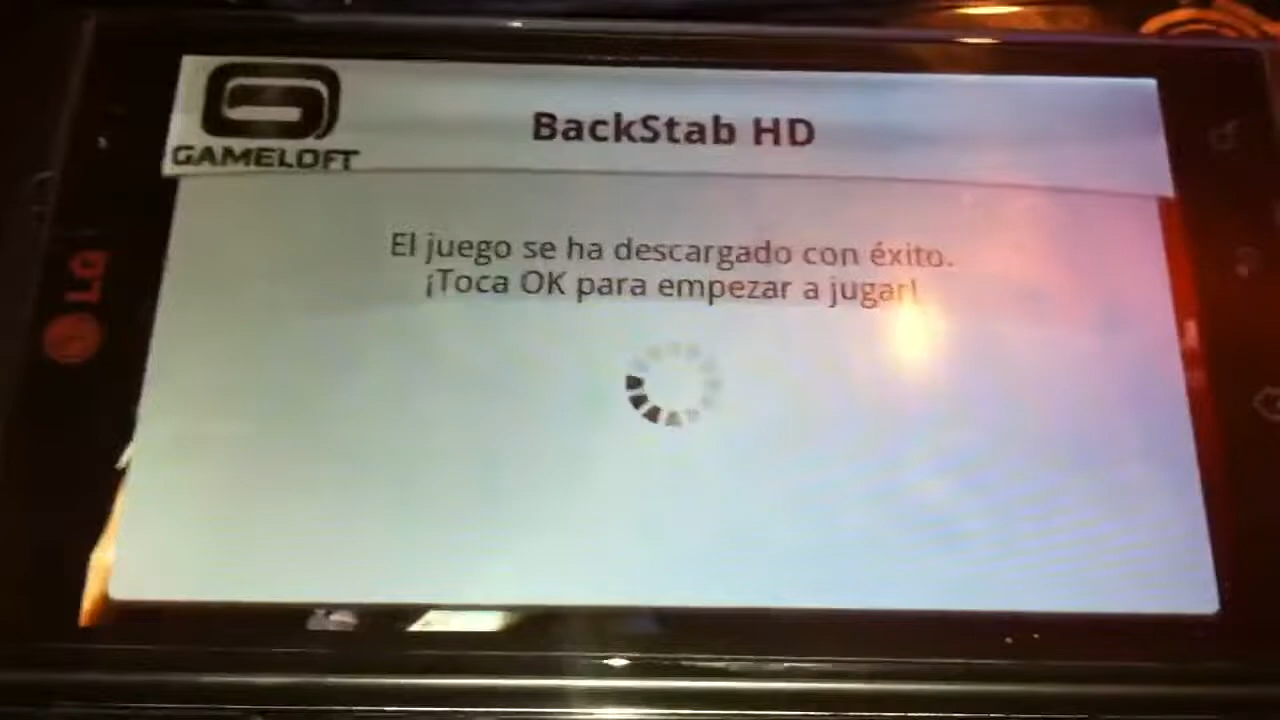 GAMELOFT
BackStab HD
El juego se ha descargado con éxito.
¡Toca OK para empezar a jugar!
LG